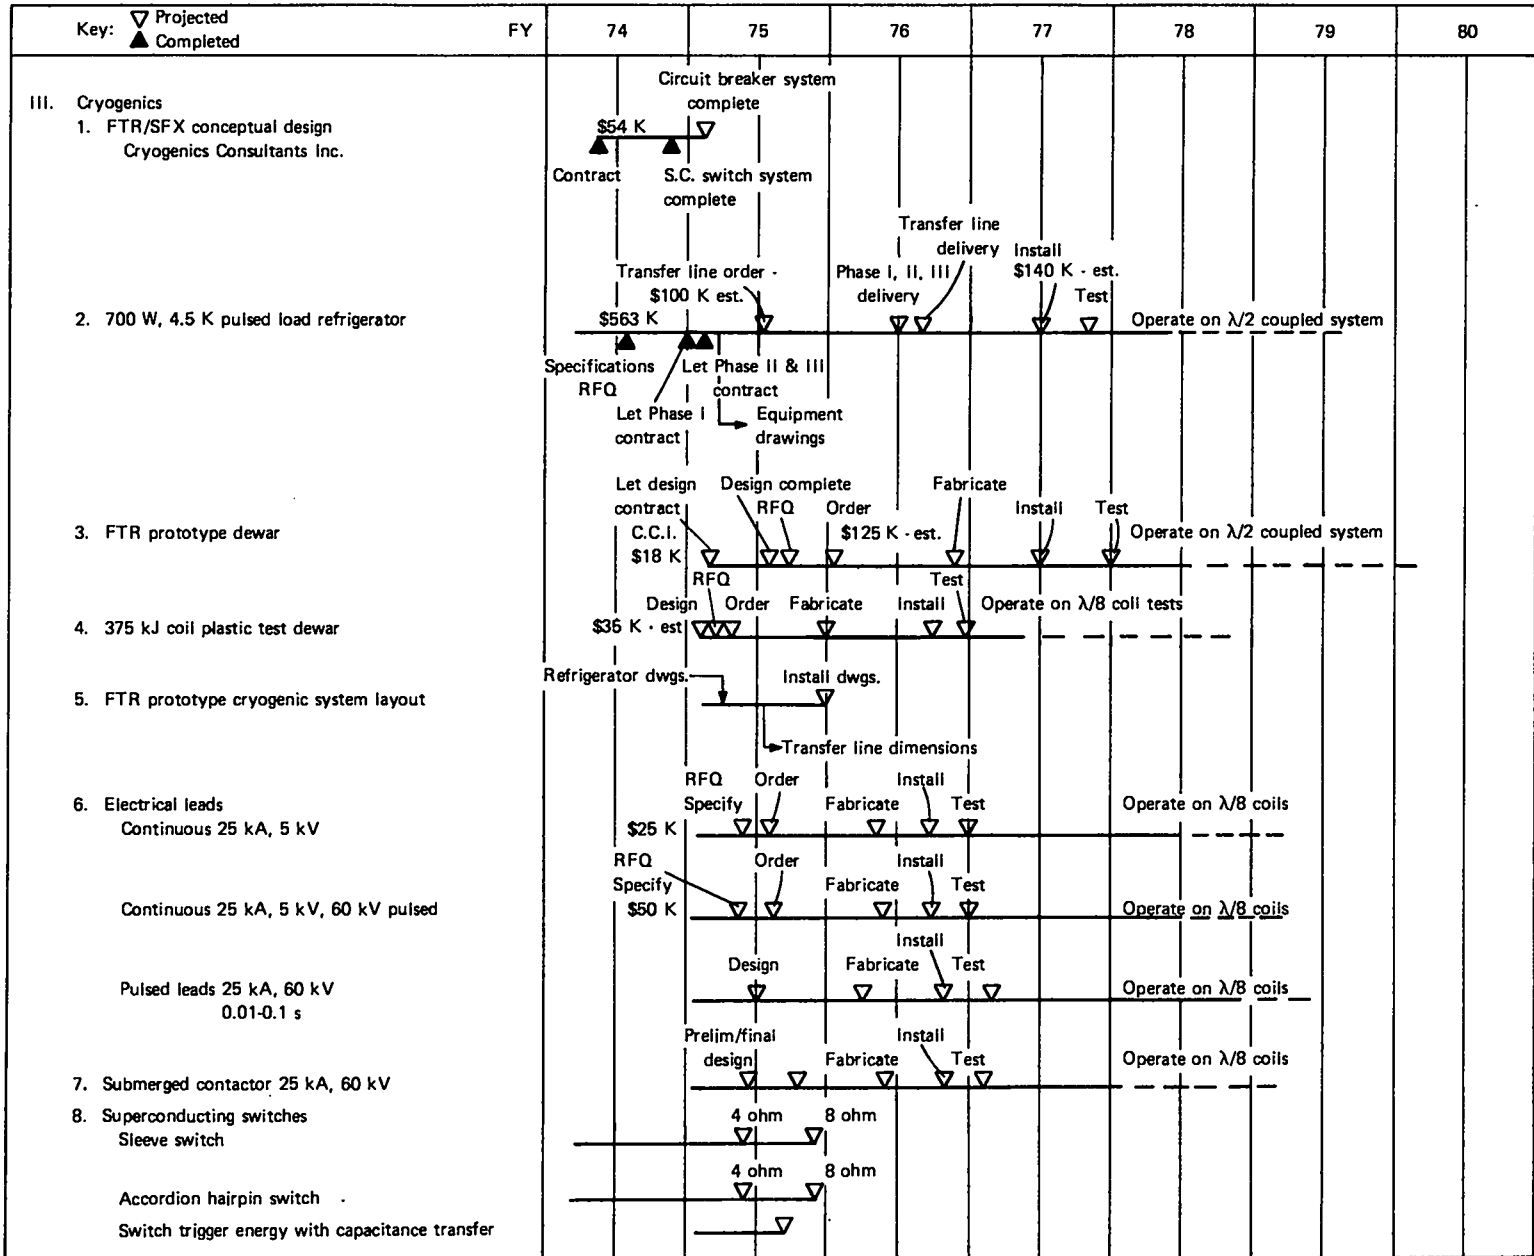 Key: ▽ Projected
▲ Completed
FY 74 75 76 77 78 79 80
III. Cryogenics
1. FTR/SFX conceptual design
Cryogenics Consultants Inc.
Circuit breaker system
complete
$54 K
Contract
S.C. switch system
complete
2. 700 W, 4.5 K pulsed load refrigerator
Transfer line order -
$100 K est.
$563 K
Phase I, II, III
delivery
Transfer line
delivery
Install
$140 K - est.
Test
Operate on λ/2 coupled system
Specifications
RFQ
Let Phase II & III
contract
Let Phase I
contract
Equipment
drawings
3. FTR prototype dewar
Let design
contract
C.C.I.
$18 K
Design complete
RFQ
Order
$125 K - est.
Fabricate
Install
Test
Operate on λ/2 coupled system
4. 375 kJ coil plastic test dewar
$36 K - est
Design
RFQ
Order
Fabricate
Install
Test
Operate on λ/8 coil tests
5. FTR prototype cryogenic system layout
Refrigerator dwgs.
Install dwgs.
Transfer line dimensions
6. Electrical leads
Continuous 25 kA, 5 kV
$25 K
RFQ
Specify
Order
Fabricate
Install
Test
Operate on λ/8 coils
Continuous 25 kA, 5 kV, 60 kV pulsed
$50 K
RFQ
Specify
Order
Fabricate
Install
Test
Operate on λ/8 coils
Pulsed leads 25 kA, 60 kV
0.01-0.1 s
Design
Fabricate
Install
Test
Operate on λ/8 coils
7. Submerged contactor 25 kA, 60 kV
Prelim/final
design
Fabricate
Install
Test
Operate on λ/8 coils
8. Superconducting switches
Sleeve switch
4 ohm
8 ohm
Accordion hairpin switch
4 ohm
8 ohm
Switch trigger energy with capacitance transfer